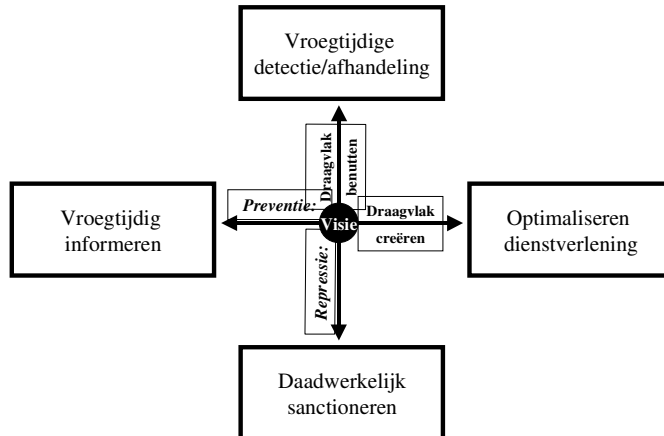 Vroegtijdige
detectie/afhandeling
Draagvlak
benutten
Vroegtijdig
informeren
Preventie:
Visie
Draagvlak
creëren
Optimaliseren
dienstverlening
Repressie:
Daadwerkelijk
sanctioneren